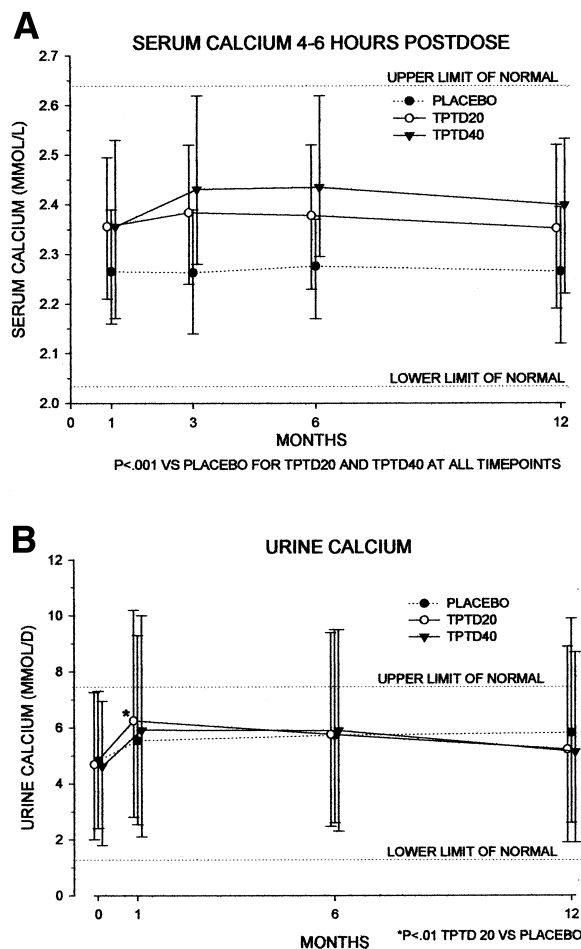 A
SERUM CALCIUM 4-6 HOURS POSTDOSE
2.7
2.6
2.5
2.4
2.3
2.2
2.1
2.0
SERUM CALCIUM (MMOL/L)
UPPER LIMIT OF NORMAL
PLACEBO
TPTD20
TPTD40
LOWER LIMIT OF NORMAL
0 1 3 6 12
MONTHS
P<.001 VS PLACEBO FOR TPTD20 AND TPTD40 AT ALL TIMEPOINTS
B
URINE CALCIUM
12
10
8
6
4
2
0
URINE CALCIUM (MMOL/D)
PLACEBO
TPTD20
TPTD40
UPPER LIMIT OF NORMAL
*
LOWER LIMIT OF NORMAL
0 1 6 12
MONTHS
*P<.01 TPTD 20 VS PLACEBO